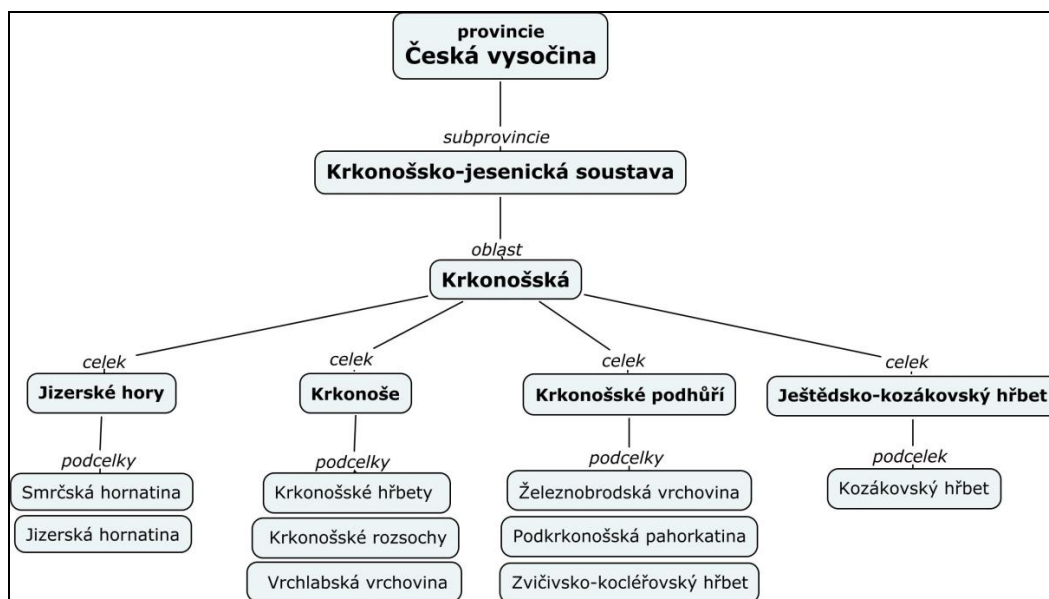 provincie
Česká vysočina
subprovincie
Krkonošsko-jesenická soustava
oblast
Krkonošská
celek
Jizerské hory
podcelky
Smrčská hornatina
Jizerská hornatina
celek
Krkonoše
podcelky
Krkonošské hřbety
Krkonošské rozsochy
Vrchlabská vrchovina
celek
Krkonošské podhůří
podcelky
Železnobrodská vrchovina
Podkrkonošská pahorkatina
Zvičivsko-kocléřovský hřbet
celek
Ještědsko-kozákovský hřbet
podcelek
Kozákovský hřbet